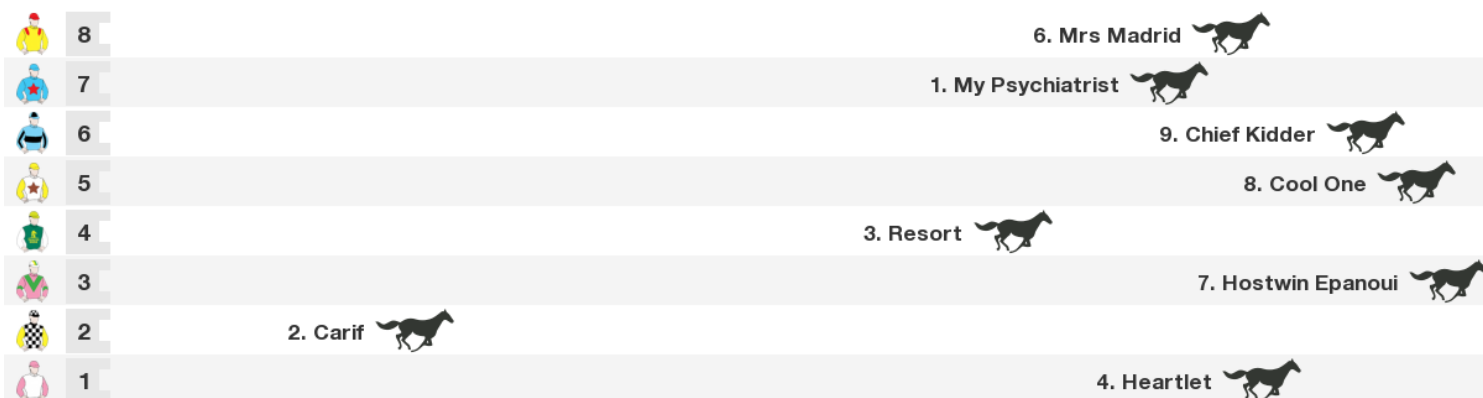 8 6. Mrs Madrid
7 1. My Psychiatrist
6 9. Chief Kidder
5 8. Cool One
4 3. Resort
3 7. Hostwin Epanoui
2 2. Carif
1 4. Heartlet